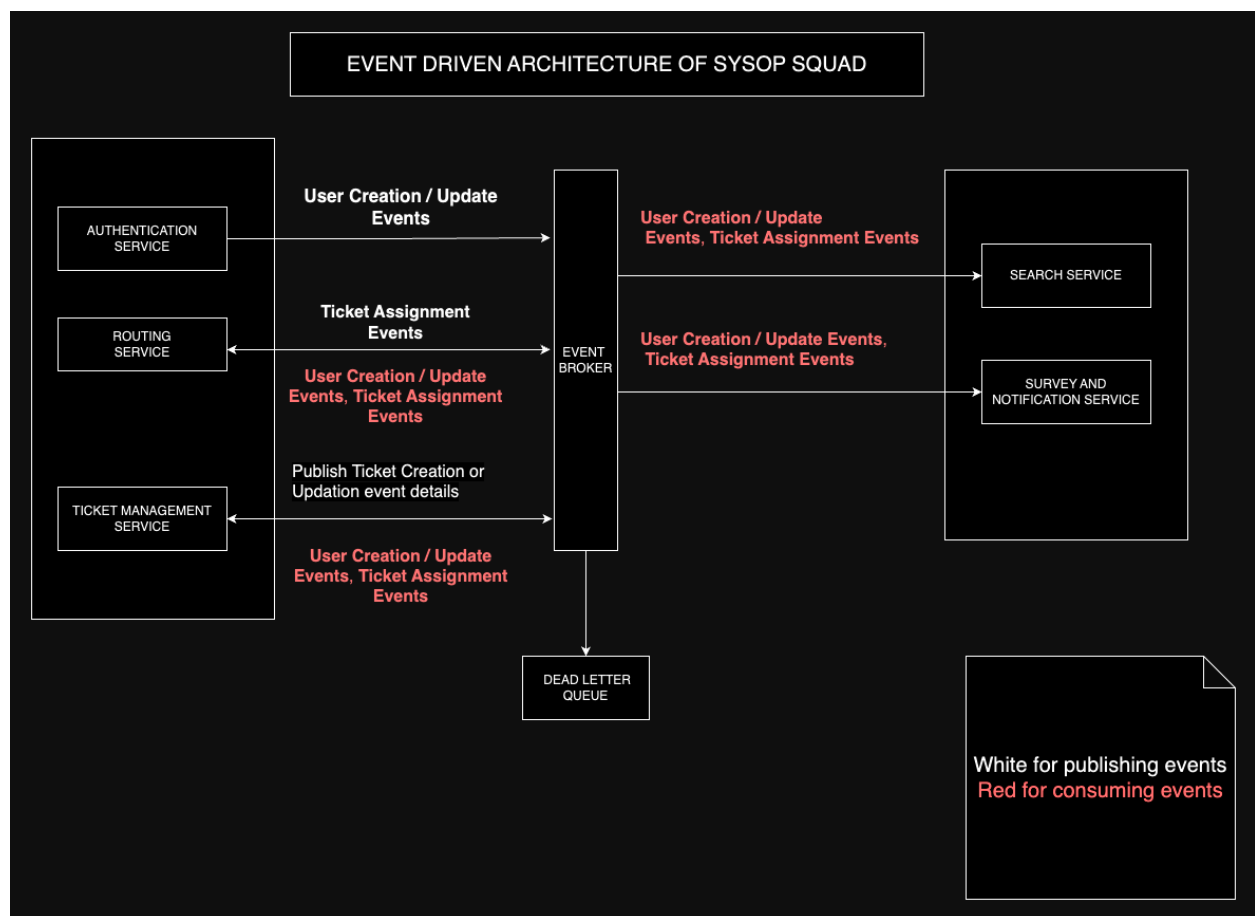 EVENT DRIVEN ARCHITECTURE OF SYSOP SQUAD
AUTHENTICATION
SERVICE
User Creation / Update
Events
ROUTING
SERVICE
Ticket Assignment
Events
User Creation / Update
Events, Ticket Assignment
Events
TICKET MANAGEMENT
SERVICE
Publish Ticket Creation or
Updation event details
User Creation / Update
Events, Ticket Assignment
Events
EVENT
BROKER
DEAD LETTER
QUEUE
User Creation / Update
Events, Ticket Assignment Events
SEARCH SERVICE
User Creation / Update Events,
Ticket Assignment Events
SURVEY AND
NOTIFICATION SERVICE
White for publishing events
Red for consuming events